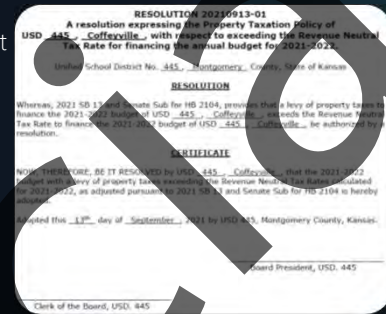 RESOLUTION 20210913-01
A resolution expressing the Property Taxation Policy of
USD 445, Coffeyville, with respect to exceeding the Revenue Neutral
Tax Rate for financing the annual budget for 2021-2022.
Unified School District No. 445, Montgomery County, State of Kansas
RESOLUTION
Whereas, 2021 SB 13 and Senate Sub for HB 2104, provides that a levy of property taxes to
finance the 2021-2022 budget of USD 445, Coffeyville, exceeds the Revenue Neutral
Tax Rate to finance the 2021-2022 budget of USD 445, Coffeyville, be authorized by a
resolution.
CERTIFICATE
NOW, THEREFORE, BE IT RESOLVED by USD 445 Coffeyville, that the 2021-2022
budget with a levy of property taxes exceeding the Revenue Neutral Tax Rates calculated
for 2021-2022, as adjusted pursuant to 2021 SB 13 and Senate Sub for HB 2104 is hereby
adopted.
Adopted this 13th day of September, 2021 by USD 445, Montgomery County, Kansas.
Board President, USD. 445
Clerk of the Board, USD. 445